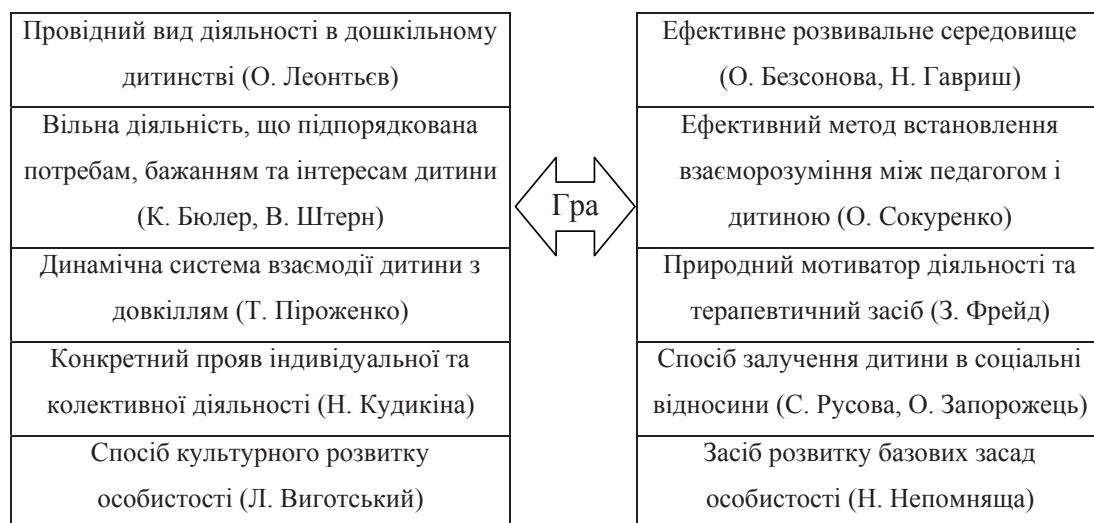 Провідний вид діяльності в дошкільному
дитинстві (О. Леонтьєв)
Вільна діяльність, що підпорядкована
потребам, бажанням та інтересам дитини
(К. Бюлер, В. Штерн)
Динамічна система взаємодії дитини з
довкіллям (Т. Піроженко)
Конкретний прояв індивідуальної та
колективної діяльності (Н. Кудикіна)
Спосіб культурного розвитку
особистості (Л. Виготський)
Гра
Ефективне розвивальне середовище
(О. Безсонова, Н. Гавриш)
Ефективний метод встановлення
взаєморозуміння між педагогом і
дитиною (О. Сокуренко)
Природний мотиватор діяльності та
терапевтичний засіб (З. Фрейд)
Спосіб залучення дитини в соціальні
відносини (С. Русова, О. Запорожець)
Засіб розвитку базових засад
особистості (Н. Непомняща)